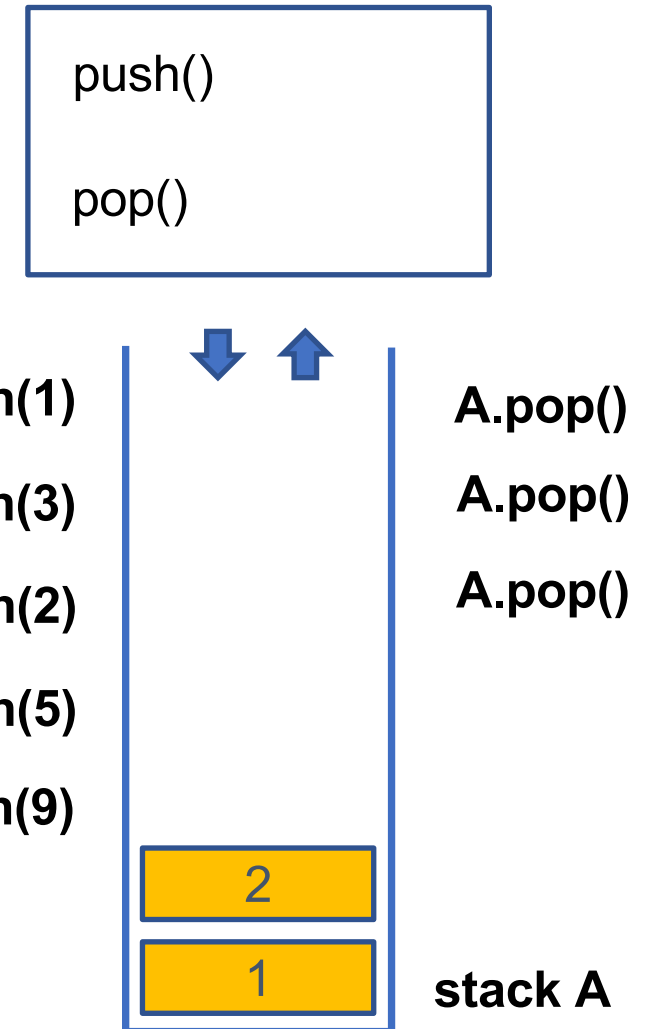 push()
pop()
n(1)
A.pop()
n(3)
A.pop()
n(2)
A.pop()
n(5)
n(9)
2
1
stack A